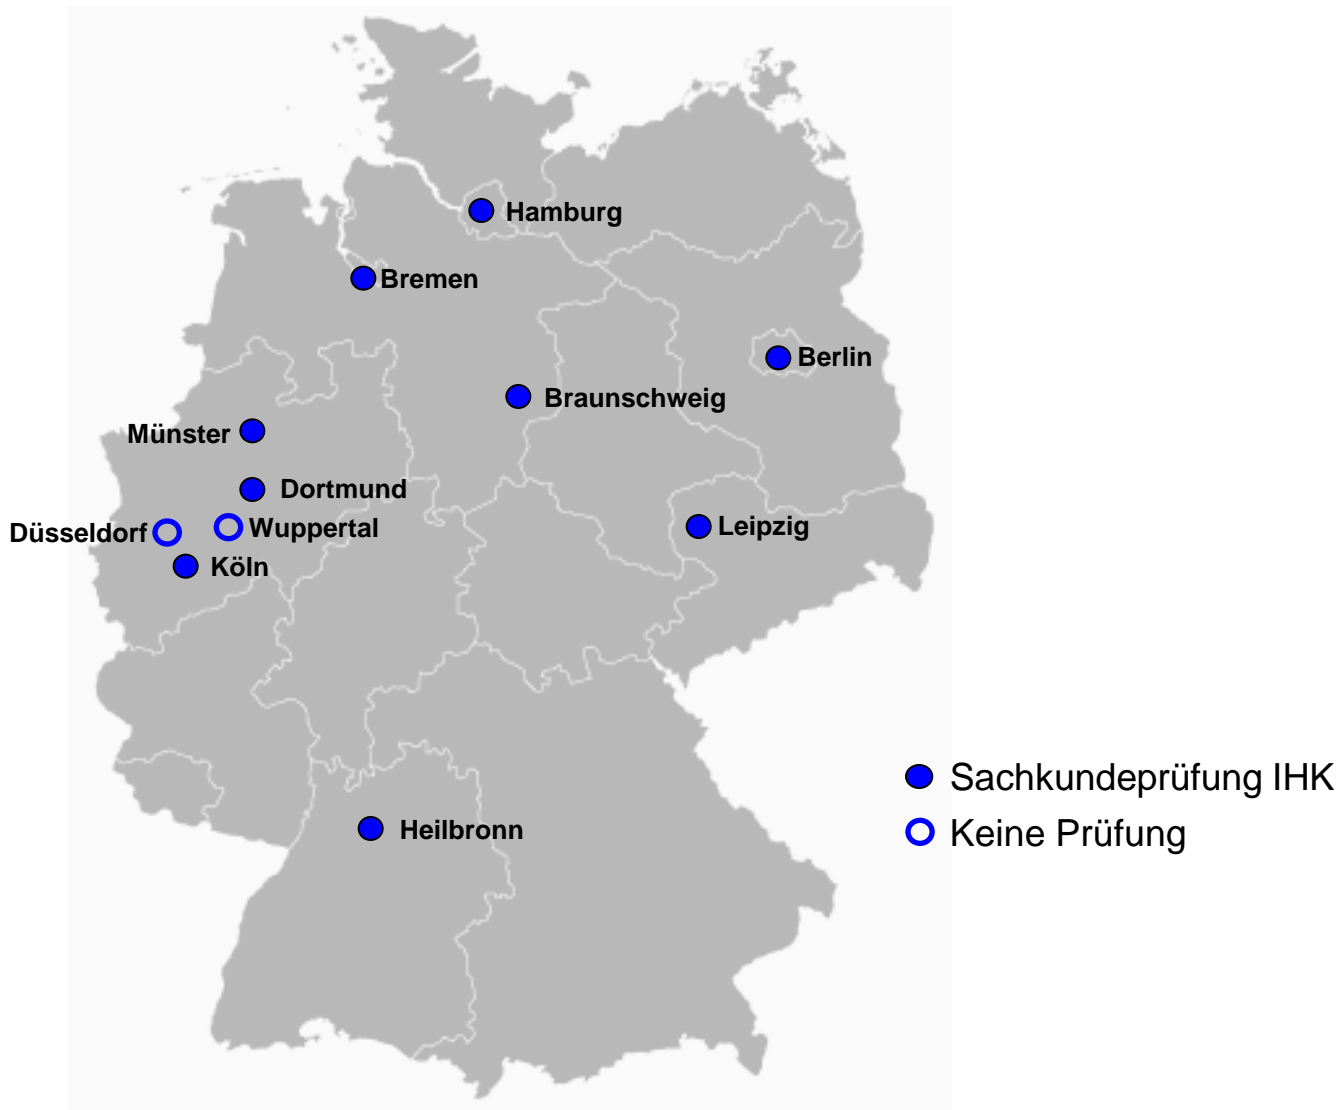 Hamburg
Bremen
Berlin
Braunschweig
Münster
Dortmund
Düsseldorf
Wuppertal
Leipzig
Köln
Sachkundeprüfung IHK
Heilbronn
Keine Prüfung